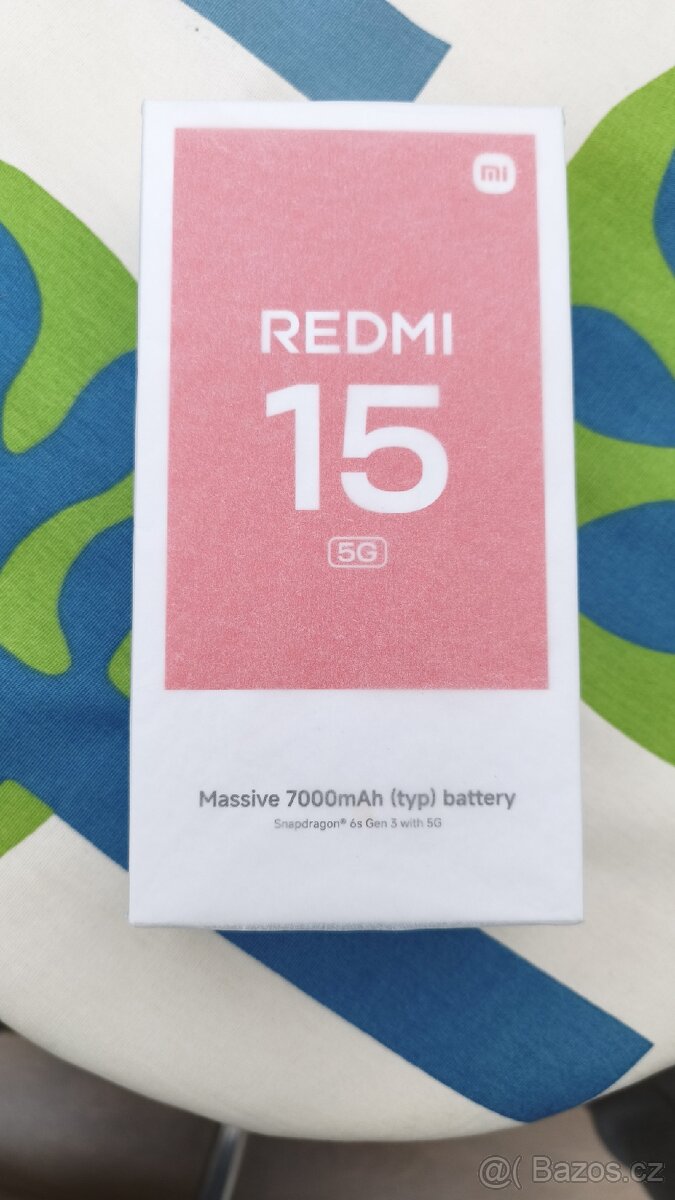 mi
REDMI
15
5G
Massive 7000mAh (typ) battery
Snapdragon® 6s Gen 3 with 5G
@( Bazos.cz